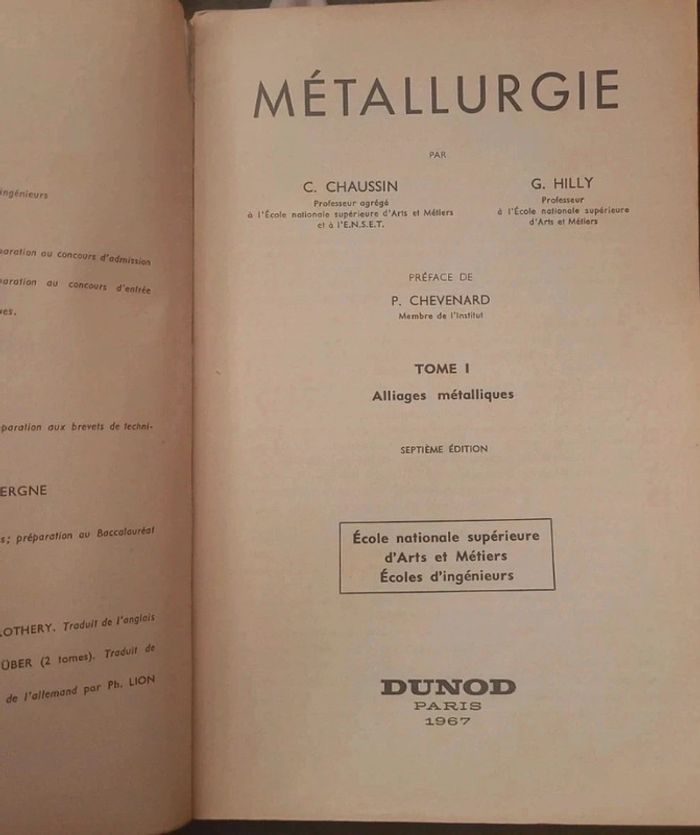 ingénieurs
paration au concours d'admission
paration au concours d'entrée
ues.
paration aux brevets de techni-
ERGNE
s; préparation au Baccalauréat
LOTHERY. Traduit de l'anglais
ÜBER (2 tomes). Traduit de
de l'allemand par Ph. LION
MÉTALLURGIE
PAR
C. CHAUSSIN
Professeur agrégé
à l'École nationale supérieure d'Arts et Métiers
et à l'E.N.S.E.T.
G. HILLY
Professeur
à l'École nationale supérieure
d'Arts et Métiers
PRÉFACE DE
P. CHEVENARD
Membre de l'Institut
TOME I
Alliages métalliques
SEPTIÈME ÉDITION
École nationale supérieure
d'Arts et Métiers
Écoles d'ingénieurs
DUNOD
PARIS
1967